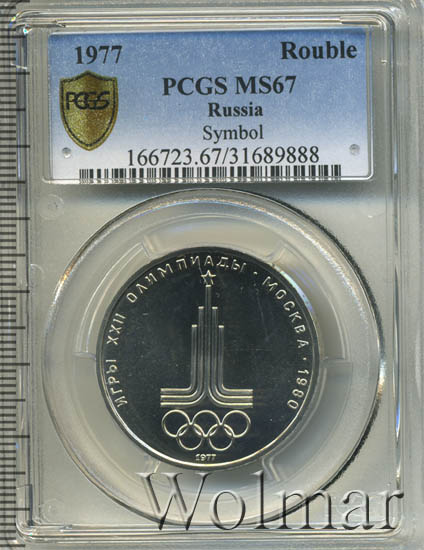 1977 Rouble
PCGS
PCGS MS67
Russia
Symbol
166723.67/31689888
ИГРЫ XXII ОЛИМПИАДЫ • МОСКВА • 1980
1977
Wolmar